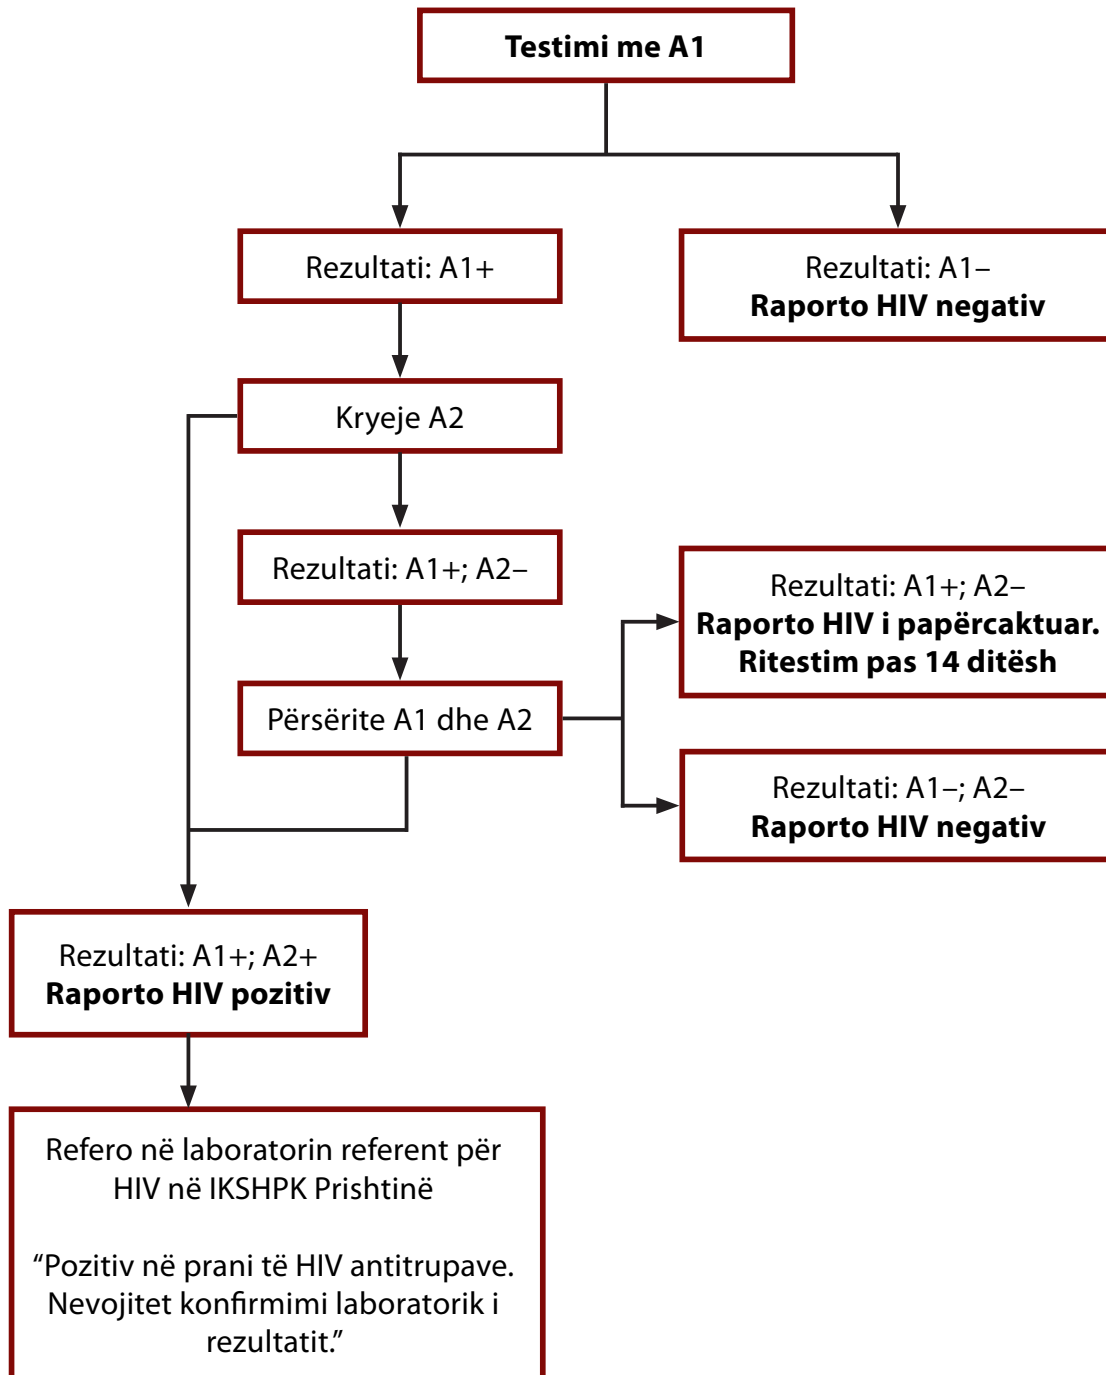 Testimi me A1
Rezultati: A1+
Rezultati: A1–
Raporto HIV negativ
Kryeje A2
Rezultati: A1+; A2–
Rezultati: A1+; A2–
Raporto HIV i papërcaktuar.
Ritestim pas 14 ditësh
Përsërite A1 dhe A2
Rezultati: A1–; A2–
Raporto HIV negativ
Rezultati: A1+; A2+
Raporto HIV pozitiv
Refero në laboratorin referent për
HIV në IKSHPK Prishtinë
“Pozitiv në prani të HIV antitrupave.
Nevojitet konfirmimi laboratorik i
rezultatit.”